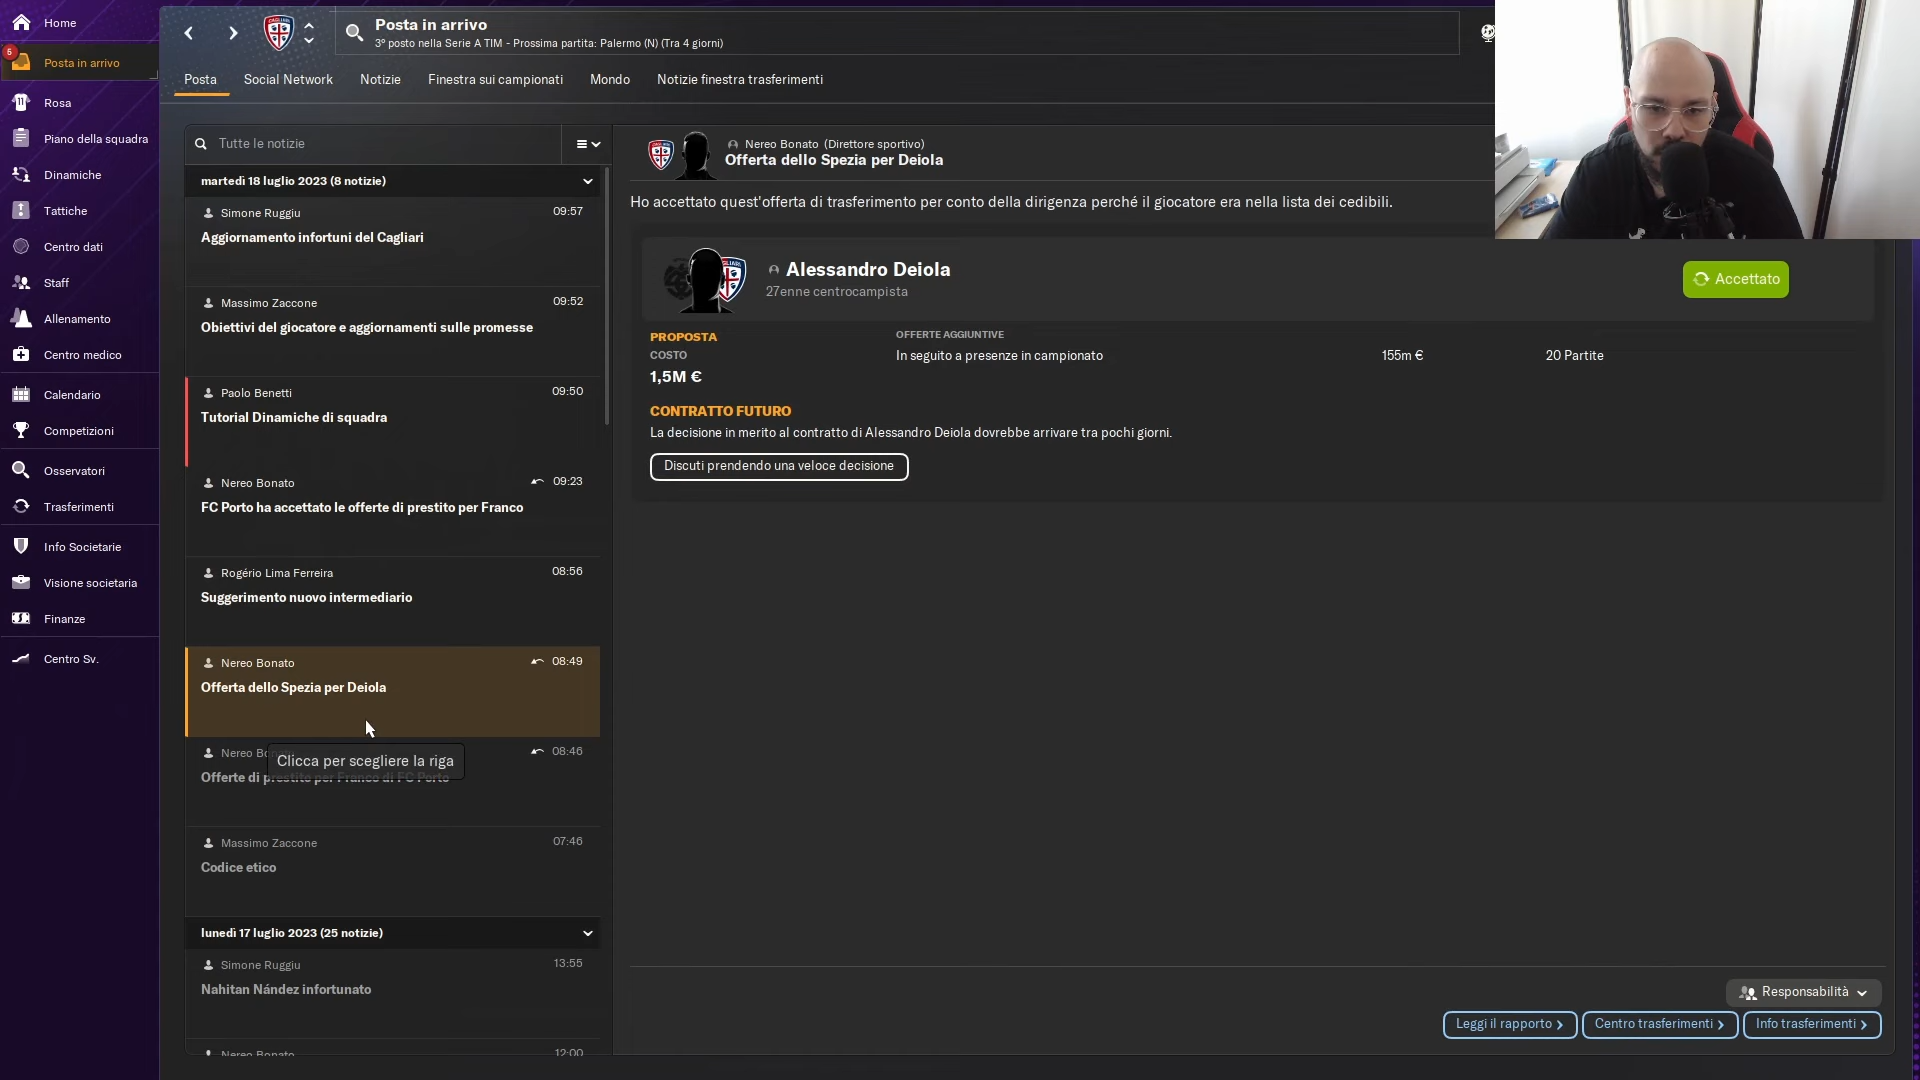 Home
6
Posta in arrivo
Rosa
Piano della squadra
Dinamiche
Tattiche
Centro dati
Staff
Allenamento
Centro medico
Calendario
Competizioni
Osservatori
Trasferimenti
Info Societarie
Visione societaria
Finanze
Centro Sv.
Posta in arrivo
3° posto nella Serie A TIM - Prossima partita: Palermo (N) (Tra 4 giorni)
Posta Social Network Notizie Finestra sui campionati Mondo Notizie finestra trasferimenti
Tutte le notizie
martedì 18 luglio 2023 (8 notizie)
Simone Ruggiu 09:57
Aggiornamento infortuni del Cagliari
Massimo Zaccone 09:52
Obiettivi del giocatore e aggiornamenti sulle promesse
Paolo Benetti 09:50
Tutorial Dinamiche di squadra
Nereo Bonato 09:23
FC Porto ha accettato le offerte di prestito per Franco
Rogério Lima Ferreira 08:56
Suggerimento nuovo intermediario
Nereo Bonato 08:49
Offerta dello Spezia per Deiola
Nereo 08:46
Clicca per scegliere la riga
Offerte di prestito per Franco di FC Porto
Massimo Zaccone 07:46
Codice etico
lunedì 17 luglio 2023 (25 notizie)
Simone Ruggiu 13:55
Nahitan Nández infortunato
Nereo Bonato 12:00
Nereo Bonato (Direttore sportivo)
Offerta dello Spezia per Deiola
Ho accettato quest'offerta di trasferimento per conto della dirigenza perché il giocatore era nella lista dei cedibili.
Alessandro Deiola
27enne centrocampista
Accettato
PROPOSTA
COSTO
1,5M €
OFFERTE AGGIUNTIVE
In seguito a presenze in campionato 155m € 20 Partite
CONTRATTO FUTURO
La decisione in merito al contratto di Alessandro Deiola dovrebbe arrivare tra pochi giorni.
Discuti prendendo una veloce decisione
Responsabilità
Leggi il rapporto Centro trasferimenti Info trasferimenti